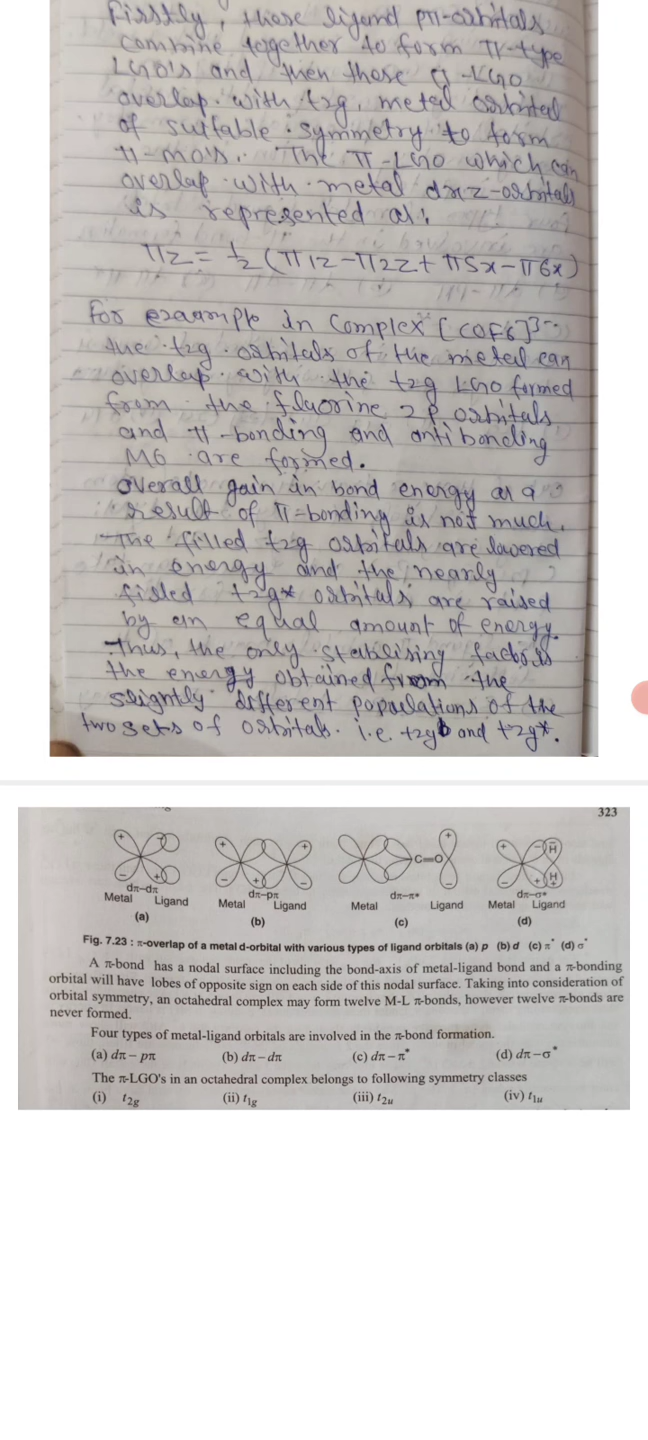 Firstly, these ligand pπ-orbitals
combine together to form π-type
LGO's and then these π-LGO
overlap with t2g, metal orbital
of suitable symmetry to form
π-mo's. The π-LGO which can
overlap with metal dxz-orbitals
is represented as:
πz = ½ (π1z-π2z + π5x-π6x)
For example in complex [COF6]3-
the t2g orbitals of the metal can
overlap with the t2g LGO formed
from the fluorine 2p orbitals
and π-bonding and antibonding
MO are formed.
overall gain in bond energy as a
result of π-bonding is not much.
The filled t2g orbitals are lowered
in energy and the nearly
filled t2g* orbitals are raised
by an equal amount of energy.
Thus, the only stabilising factor is
the energy obtained from the
slightly different populations of the
two sets of orbitals. i.e. t2gb and t2g*.
323
+ − + C=O + − + − H H +
dπ–dπ dπ–pπ dπ–π* dπ–σ*
Metal Ligand Metal Ligand Metal Ligand Metal Ligand
(a) (b) (c) (d)
Fig. 7.23 : π-overlap of a metal d-orbital with various types of ligand orbitals (a) p (b) d (c) π* (d) σ*
A π-bond has a nodal surface including the bond-axis of metal-ligand bond and a π-bonding
orbital will have lobes of opposite sign on each side of this nodal surface. Taking into consideration of
orbital symmetry, an octahedral complex may form twelve M-L π-bonds, however twelve π-bonds are
never formed.
Four types of metal-ligand orbitals are involved in the π-bond formation.
(a) dπ – pπ (b) dπ – dπ (c) dπ – π* (d) dπ – σ*
The π-LGO's in an octahedral complex belongs to following symmetry classes
(i) t2g (ii) t1g (iii) t2u (iv) t1u